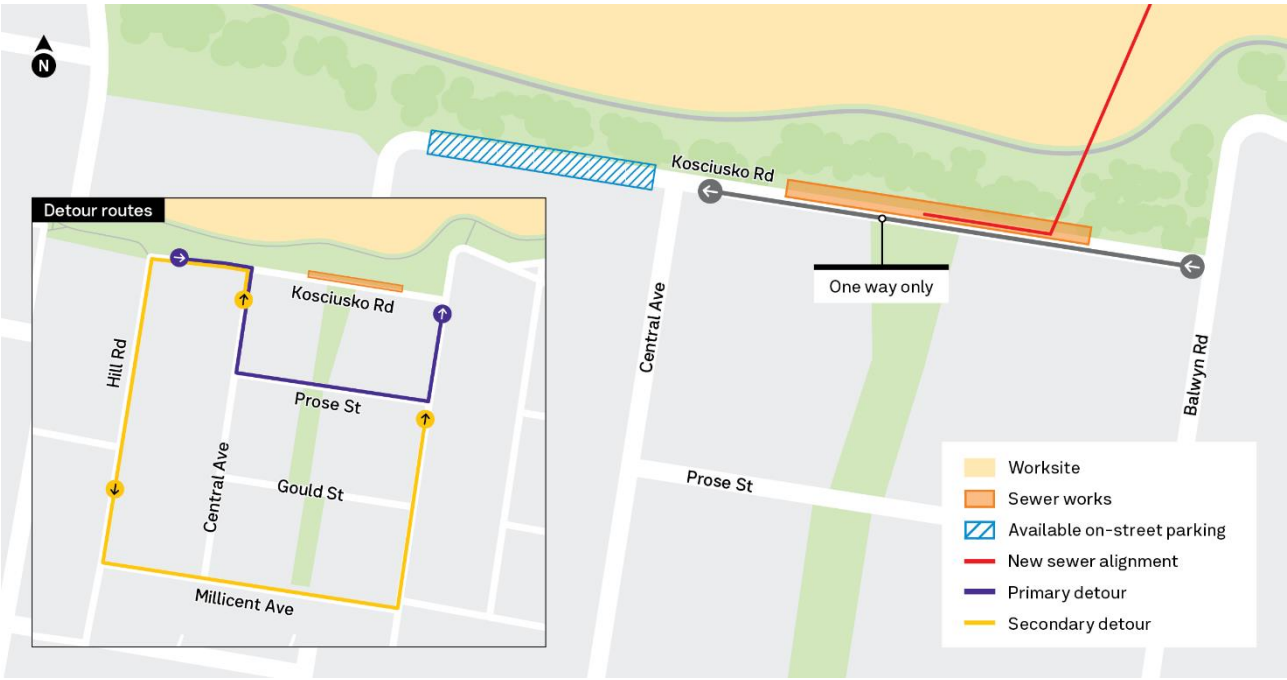 N
Kosciusko Rd
Detour routes
One way only
Central Ave
Balwyn Rd
Prose St
Kosciusko Rd
Hill Rd
Prose St
Central Ave
Gould St
Millicent Ave
Worksite
Sewer works
Available on-street parking
New sewer alignment
Primary detour
Secondary detour